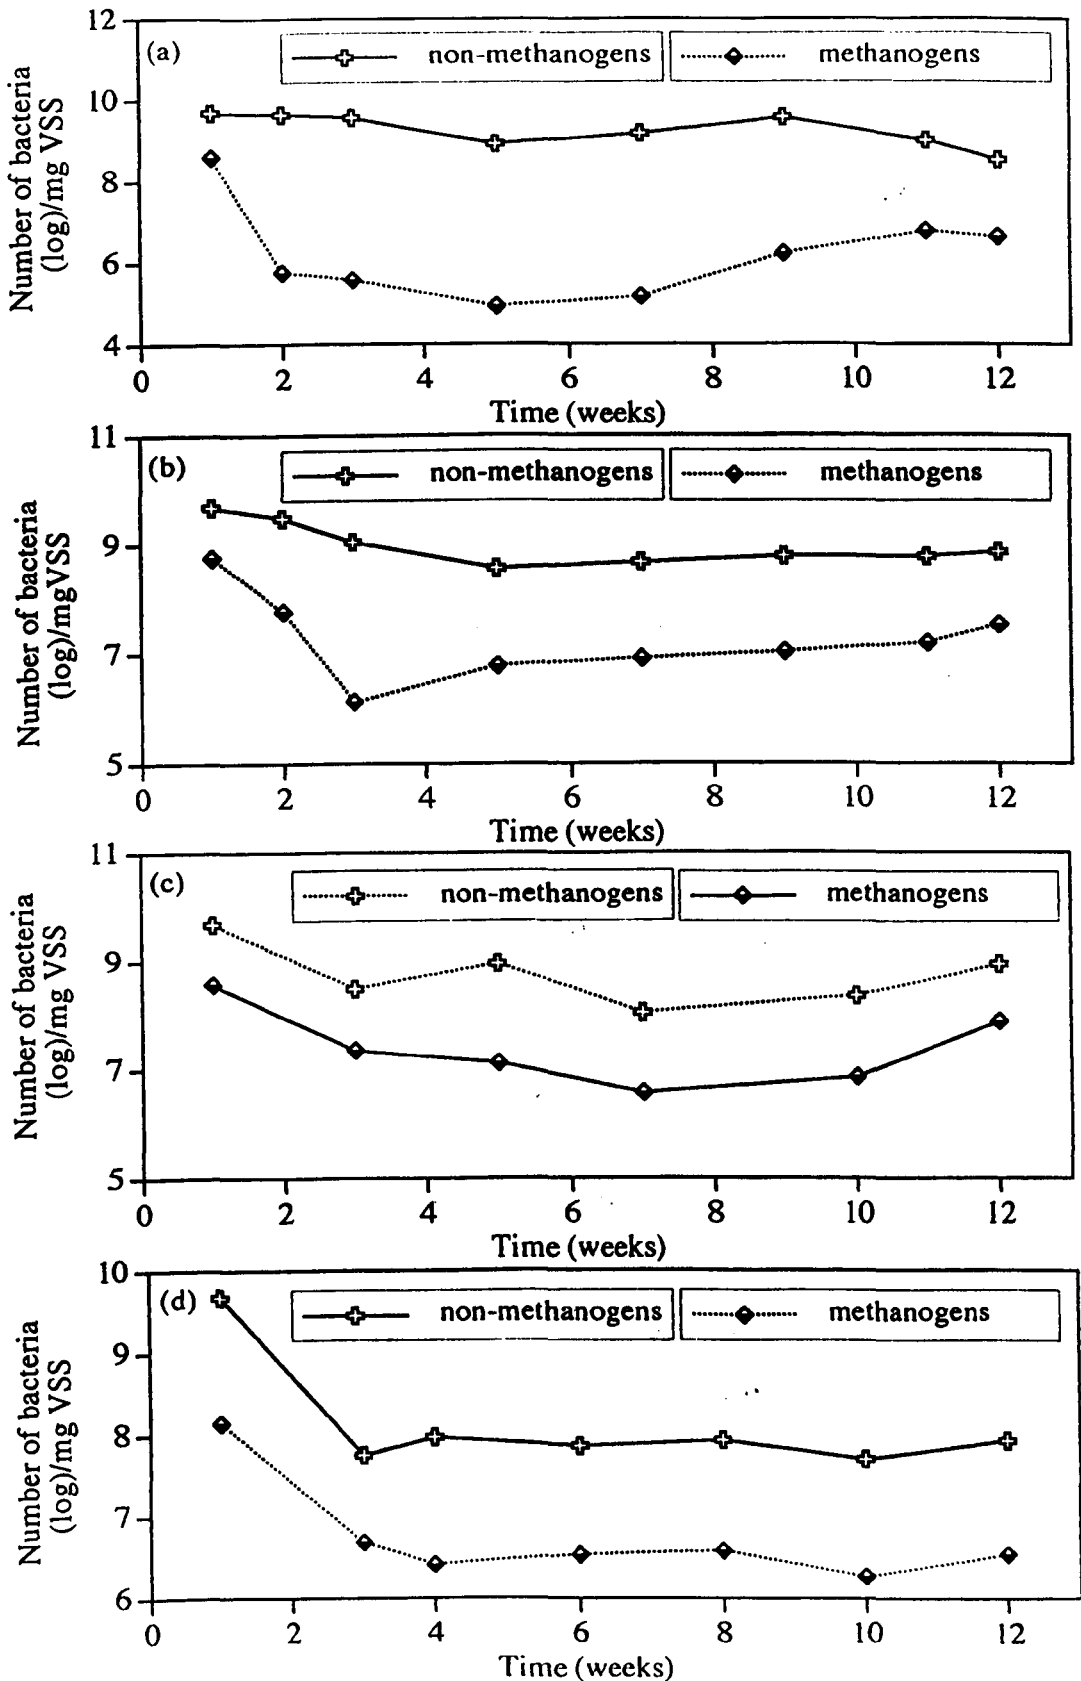 12
(a)
non-methanogens
methanogens
10
8
6
4
Number of bacteria
(log)/mg VSS
0 2 4 6 8 10 12
Time (weeks)
11
(b)
non-methanogens
methanogens
9
7
5
Number of bacteria
(log)/mgVSS
0 2 4 6 8 10 12
Time (weeks)
11
(c)
non-methanogens
methanogens
9
7
5
Number of bacteria
(log)/mg VSS
0 2 4 6 8 10 12
Time (weeks)
10
(d)
non-methanogens
methanogens
9
8
7
6
Number of bacteria
(log)/mg VSS
0 2 4 6 8 10 12
Time (weeks)